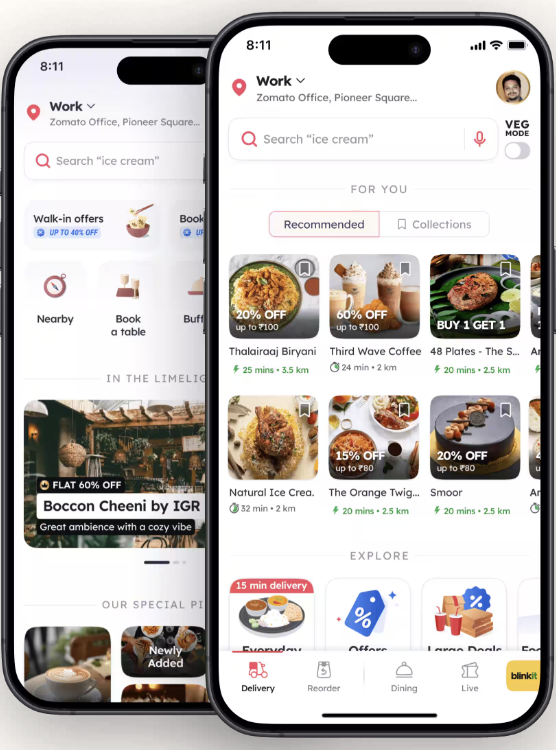 8:11
Work
Zomato Office, Pioneer Square...
Search "ice cream"
Walk-in offers
UP TO 40% OFF
Book
Nearby
Book
a table
Buff
IN THE LIMELIG
FLAT 60% OFF
Boccon Cheeni by IGR
Great ambience with a cozy vibe
OUR SPECIAL PI
Newly
Added
8:11
Work
Zomato Office, Pioneer Square...
Search "ice cream"
VEG
MODE
FOR YOU
Recommended
Collections
20% OFF
up to ₹100
60% OFF
up to ₹100
BUY 1 GET 1
Thalairaaj Biryani
Third Wave Coffee
48 Plates - The S...
25 mins • 3.5 km
24 min • 2 km
20 mins • 2.5 km
15% OFF
up to ₹80
20% OFF
up to ₹80
Natural Ice Crea.
The Orange Twig...
Smoor
32 min • 2 km
20 mins • 2.5 km
20 mins • 2.5 km
EXPLORE
15 min delivery
Everyday
Offers
Large Deals
Delivery
Reorder
Dining
Live
blinkit